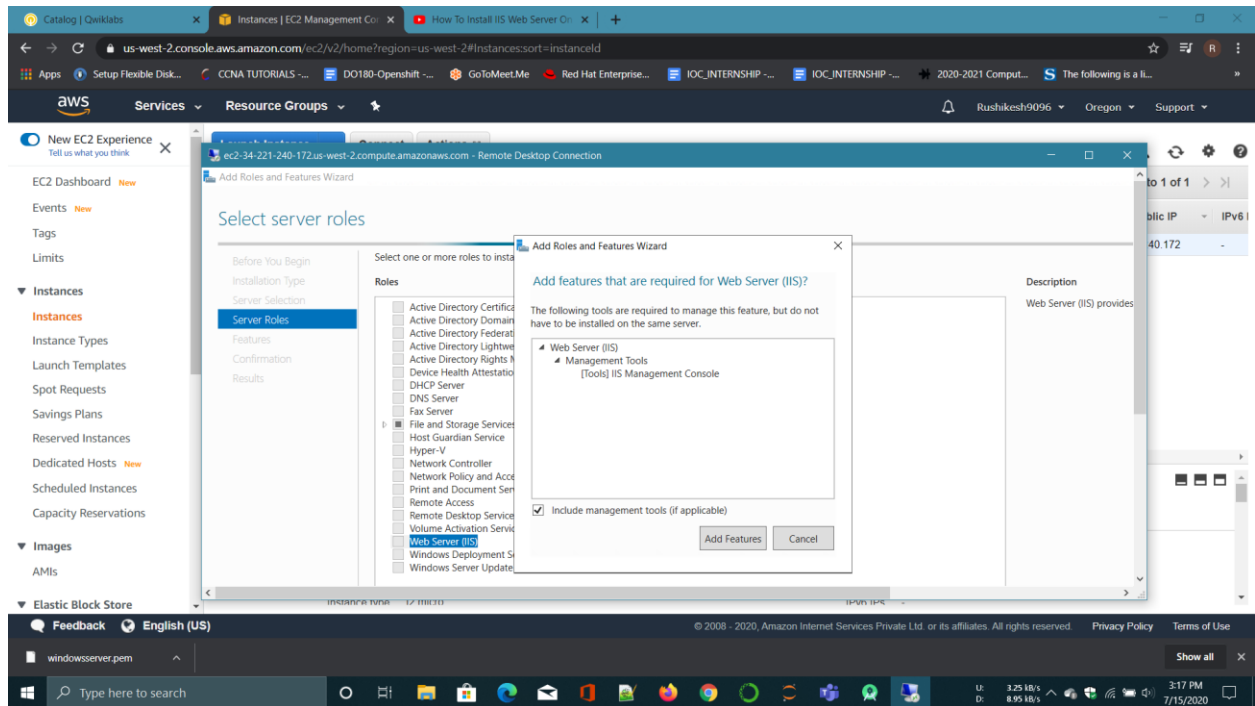 Catalog | Qwiklabs
Instances | EC2 Management Co
How To Install IIS Web Server On
us-west-2.console.aws.amazon.com/ec2/v2/home?region=us-west-2#Instances:sort=instanceId
R
Apps
Setup Flexible Disk...
CCNA TUTORIALS -...
DO180-Openshift -...
GoToMeet.Me
Red Hat Enterprise...
IOC_INTERNSHIP -...
IOC_INTERNSHIP -...
2020-2021 Comput...
S The following is a li...
»
aws
Services
Resource Groups
Rushikesh9096
Oregon
Support
New EC2 Experience
Tell us what you think
EC2 Dashboard New
Events New
Tags
Limits
Instances
Instances
Instance Types
Launch Templates
Spot Requests
Savings Plans
Reserved Instances
Dedicated Hosts New
Scheduled Instances
Capacity Reservations
Images
AMIs
Elastic Block Store
to 1 of 1
blic IP
IPv6
40.172
-
ec2-34-221-240-172.us-west-2.compute.amazonaws.com - Remote Desktop Connection
Add Roles and Features Wizard
Select server roles
Before You Begin
Installation Type
Server Selection
Server Roles
Features
Confirmation
Results
Select one or more roles to insta
Roles
Active Directory Certifica
Active Directory Domain
Active Directory Federati
Active Directory Lightwe
Active Directory Rights M
Device Health Attestatio
DHCP Server
DNS Server
Fax Server
File and Storage Services
Host Guardian Service
Hyper-V
Network Controller
Network Policy and Acce
Print and Document Ser
Remote Access
Remote Desktop Service
Volume Activation Servic
Web Server (IIS)
Windows Deployment S
Windows Server Update
Description
Web Server (IIS) provides
Add Roles and Features Wizard
Add features that are required for Web Server (IIS)?
The following tools are required to manage this feature, but do not
have to be installed on the same server.
Web Server (IIS)
Management Tools
[Tools] IIS Management Console
Include management tools (if applicable)
Add Features
Cancel
Feedback
English (US)
© 2008 - 2020, Amazon Internet Services Private Ltd. or its affiliates. All rights reserved.
Privacy Policy
Terms of Use
windowsserver.pem
Show all
Type here to search
U: 3.25 kB/s
D: 8.95 kB/s
3:17 PM
7/15/2020